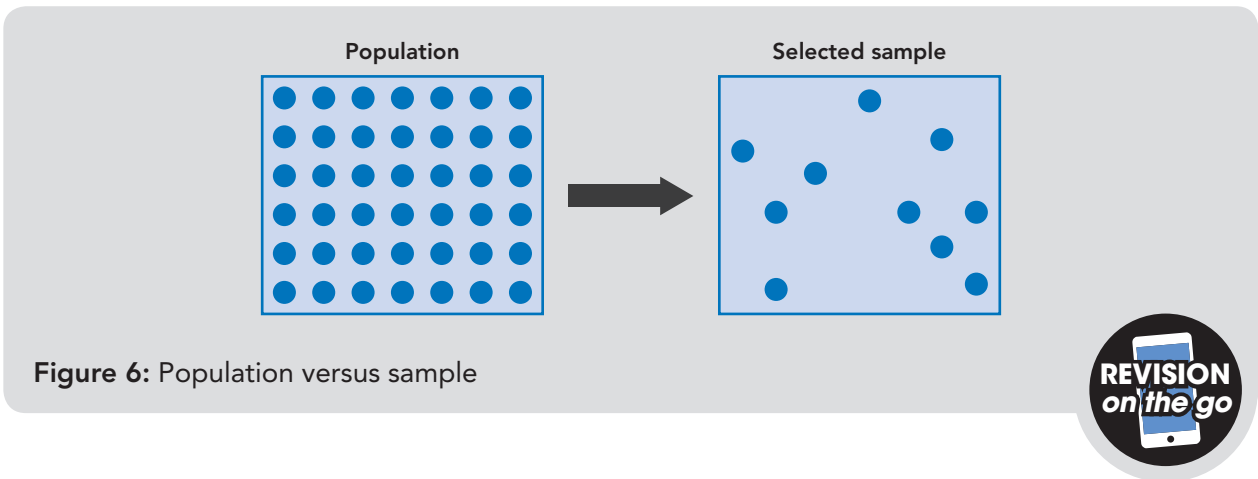 Population
Selected sample
Figure 6: Population versus sample
REVISION
on the go